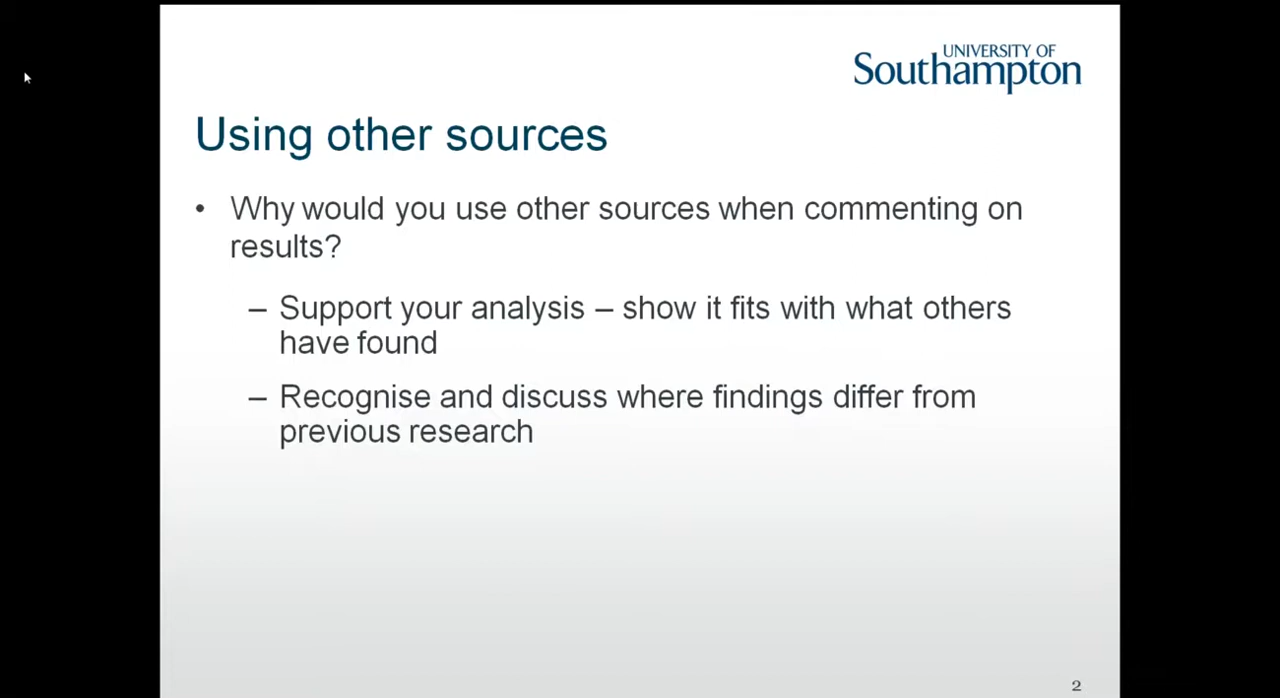 UNIVERSITY OF
Southampton
Using other sources
• Why would you use other sources when commenting on
results?
– Support your analysis – show it fits with what others
have found
– Recognise and discuss where findings differ from
previous research
2